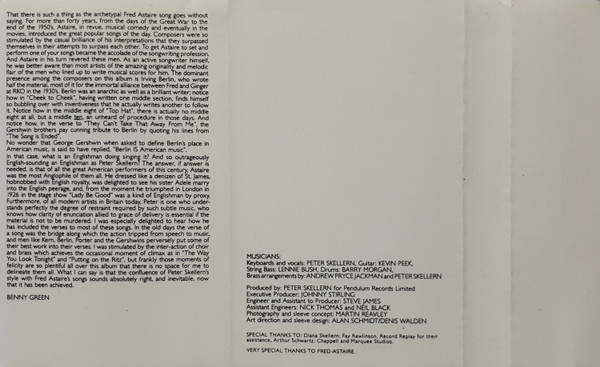 That there is such a thing as the archetypal Fred Astaire song goes without
saying. For more than forty years, from the days of the Great War to the
end of the 1950's, Astaire, in revue, musical comedy and eventually in the
movies, introduced the great popular songs of the day. Composers were so
stimulated by the casual brilliance of his interpretations that they surpassed
themselves in their attempts to surpass each other. To get Astaire to set and
perform one of your songs became the accolade of the songwriting profession.
And Astaire in his turn revered these men. As an active songwriter himself,
he was better aware than most artists of the amazing originality and melodic
flair of the men who lined up to write musical scores for him. The dominant
presence among the composers on this album is Irving Berlin, who wrote
half the material, most of it for the immortal alliance between Fred and Ginger
at RKO in the 1930's. Berlin was an anarchic as well as a brilliant writer; notice
how in "Cheek to Cheek", having written one middle section, finds himself
so bubbling over with inventiveness that he actually writes another to follow
it. Notice how in the middle eight of "Top Hat", there is actually no middle
eight at all, but a middle ten, an unheard of procedure in those days. And
notice how, in the verse to "They Can't Take That Away From Me", the
Gershwin brothers pay cunning tribute to Berlin by quoting his lines from
"The Song is Ended".
No wonder that George Gershwin when asked to define Berlin's place in
American music, is said to have replied, "Berlin IS American music".
In that case, what is an Englishman doing singing it? And so outrageously
English-sounding an Englishman as Peter Skellern? The answer, if answer is
needed, is that of all the great American performers of this century, Astaire
was the most Anglophile of them all. He dressed like a denizen of St. James,
hobnobbed with English royalty, was delighted to see his sister Adele marry
into the English peerage, and, from the moment he triumphed in London in
1926 in the stage show "Lady Be Good" was a kind of Englishman by proxy.
Furthermore, of all modern artists in Britain today, Peter is one who under-
stands perfectly the degree of restraint required by such subtle music, who
knows how clarity of enunciation allied to grace of delivery is essential if the
material is not to be murdered. I was especially delighted to hear how he
has included the verses to most of these songs. In the old days the verse of
a song was the bridge along which the action tripped from speech to music,
and men like Kern, Berlin, Porter and the Gershwins perversely put some of
their best work into their verses. I was stimulated by the inter-action of choir
and brass which achieves the occasional moment of climax as in "The Way
You Look Tonight" and "Putting on the Ritz", but frankly those moments of
felicity are so plentiful all over this album that there is no space for me to
delineate them all. What I can say is that the confluence of Peter Skellern's
style with Fred Astaire's songs sounds absolutely right, and inevitable, now
that it has been achieved.
BENNY GREEN
MUSICIANS:
Keyboards and vocals: PETER SKELLERN, Guitar: KEVIN PEEK,
String Bass: LENNIE BUSH, Drums: BARRY MORGAN,
Brass arrangements by: ANDREW PRYCE JACKMAN and PETER SKELLERN
Produced by: PETER SKELLERN for Pendulum Records Limited
Executive Producer: JOHNNY STIRLING
Engineer and Assistant to Producer: STEVE JAMES
Assistant Engineers: NICK THOMAS and NEIL BLACK
Photography and sleeve concept: MARTIN REAVLEY
Art direction and sleeve design: ALAN SCHMIDT/DENIS WALDEN
SPECIAL THANKS TO: Diana Skellern, Fay Rawlinson, Record Replay for their
assistance, Arthur Schwartz, Chappell and Marquee Studios.
VERY SPECIAL THANKS TO FRED ASTAIRE.